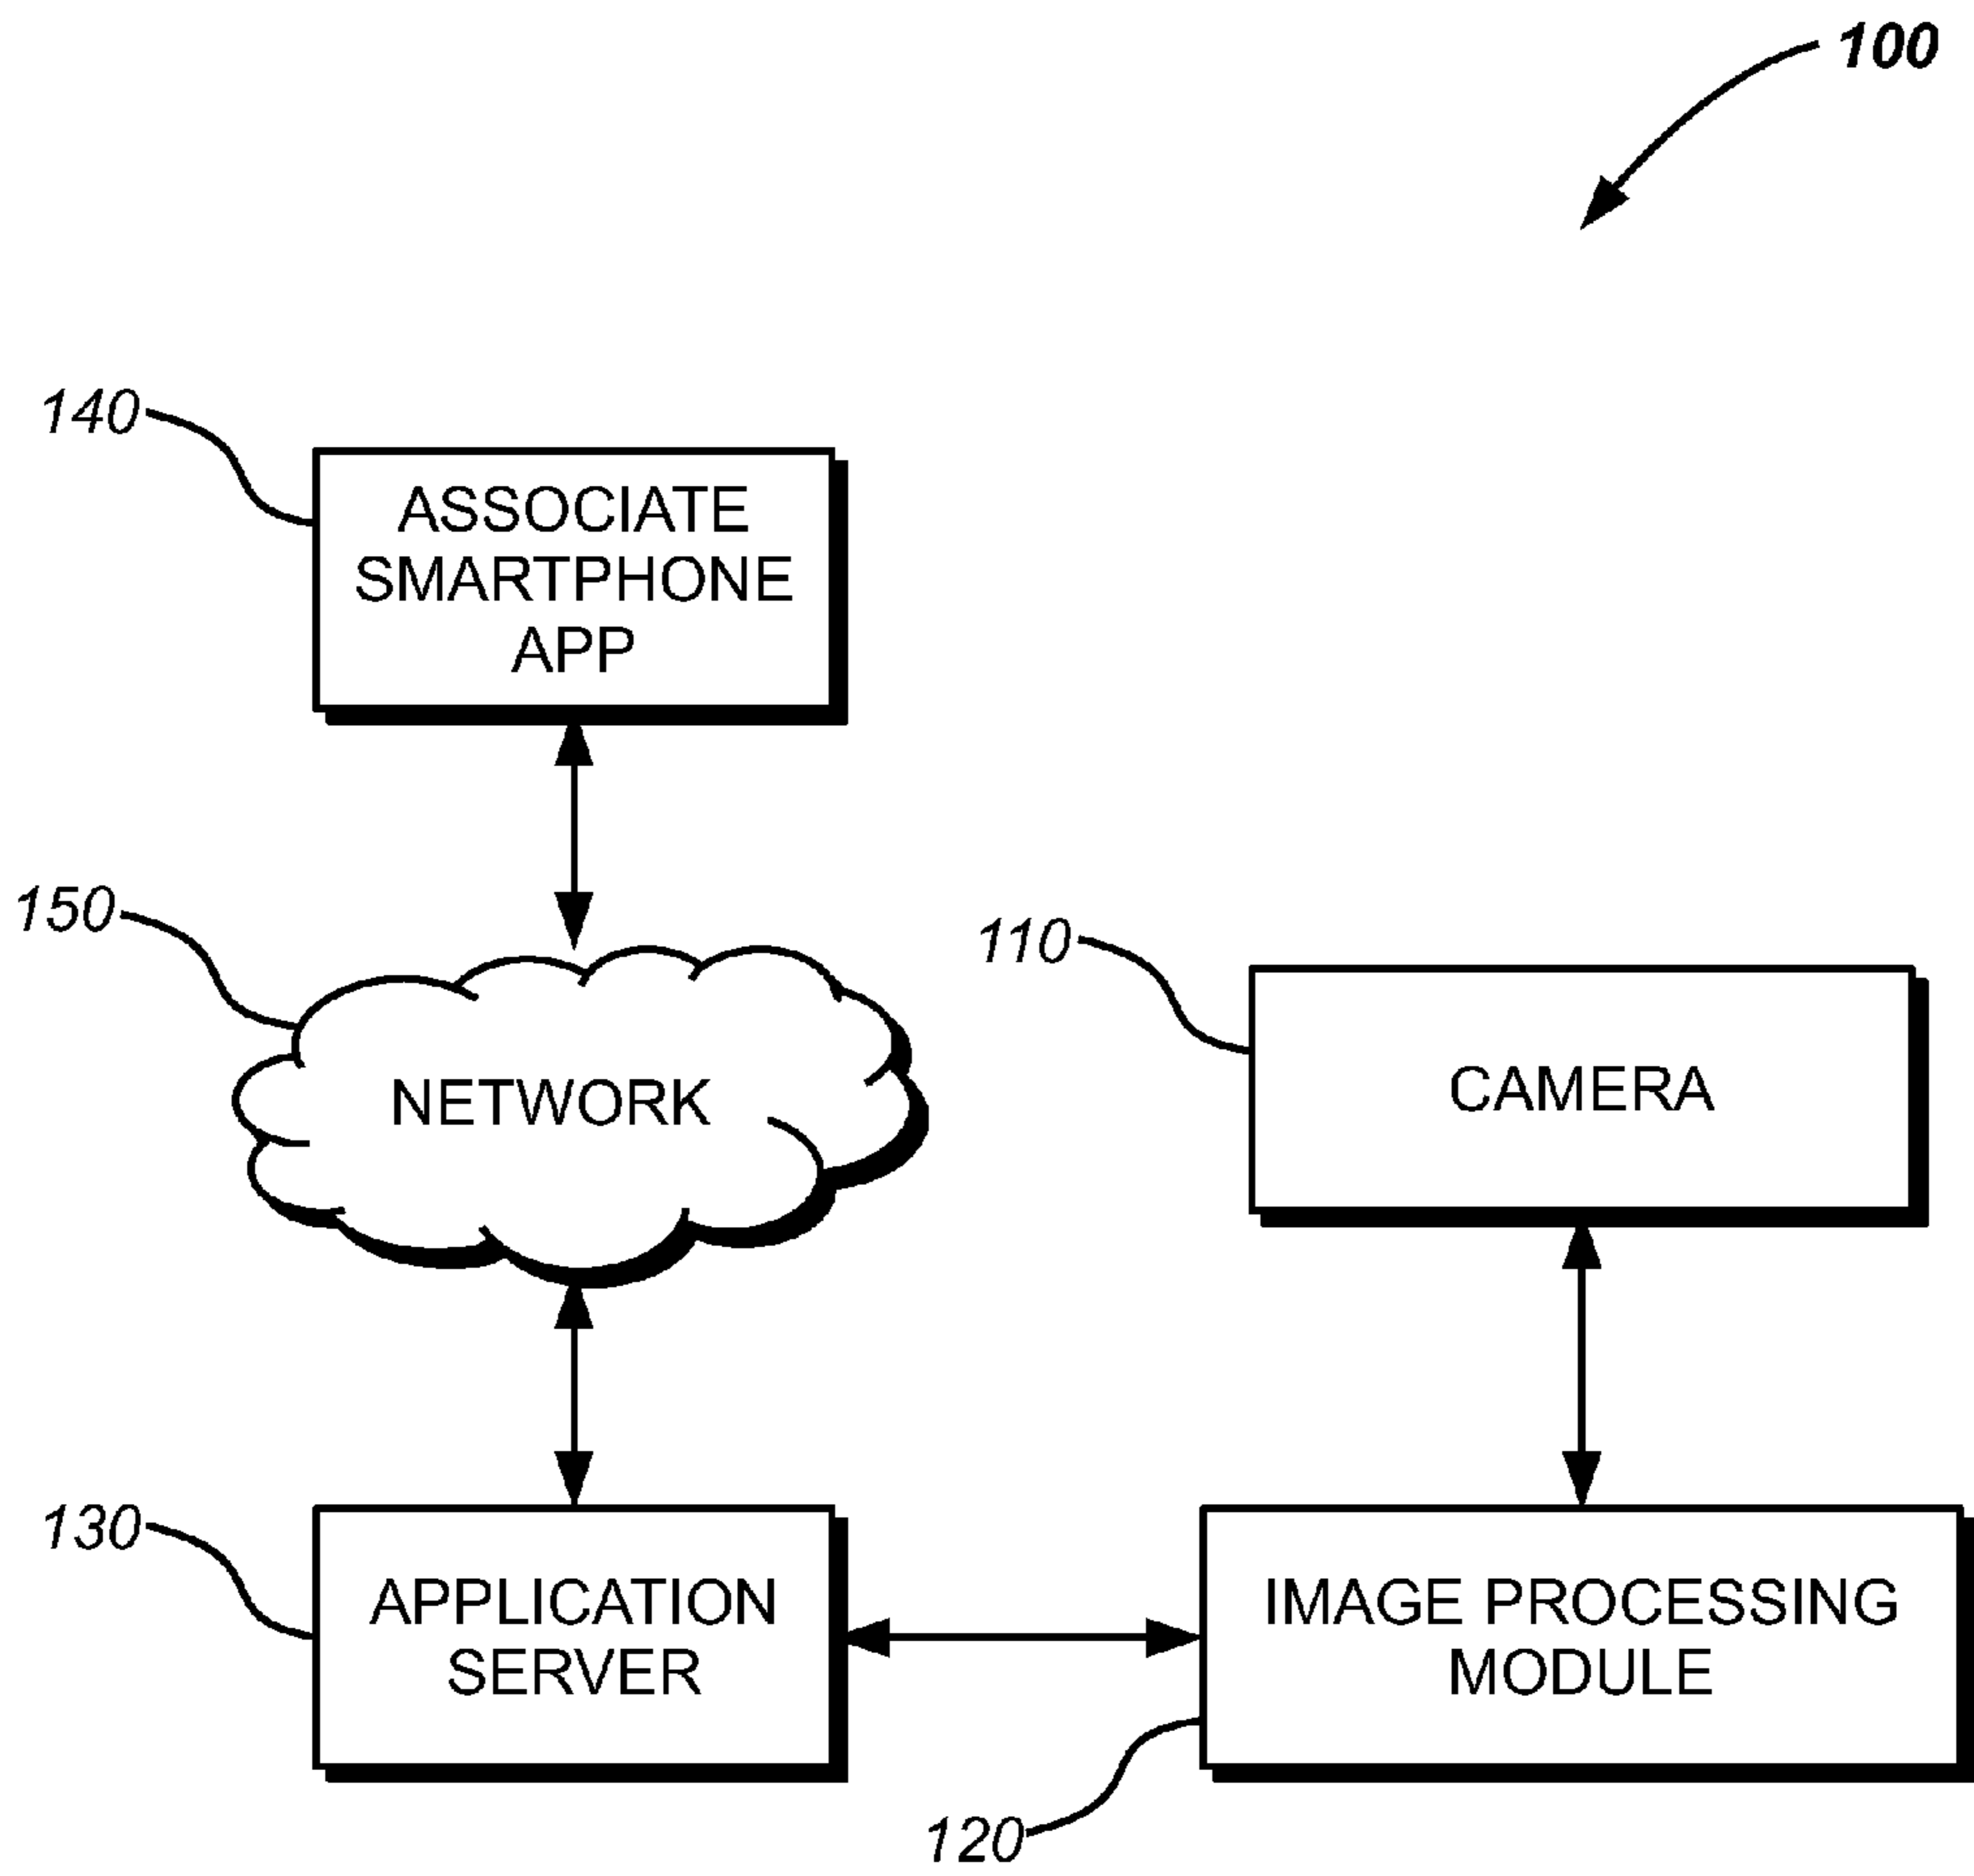 100
140
ASSOCIATE
SMARTPHONE
APP
150
NETWORK
110
CAMERA
130
APPLICATION
SERVER
IMAGE PROCESSING
MODULE
120